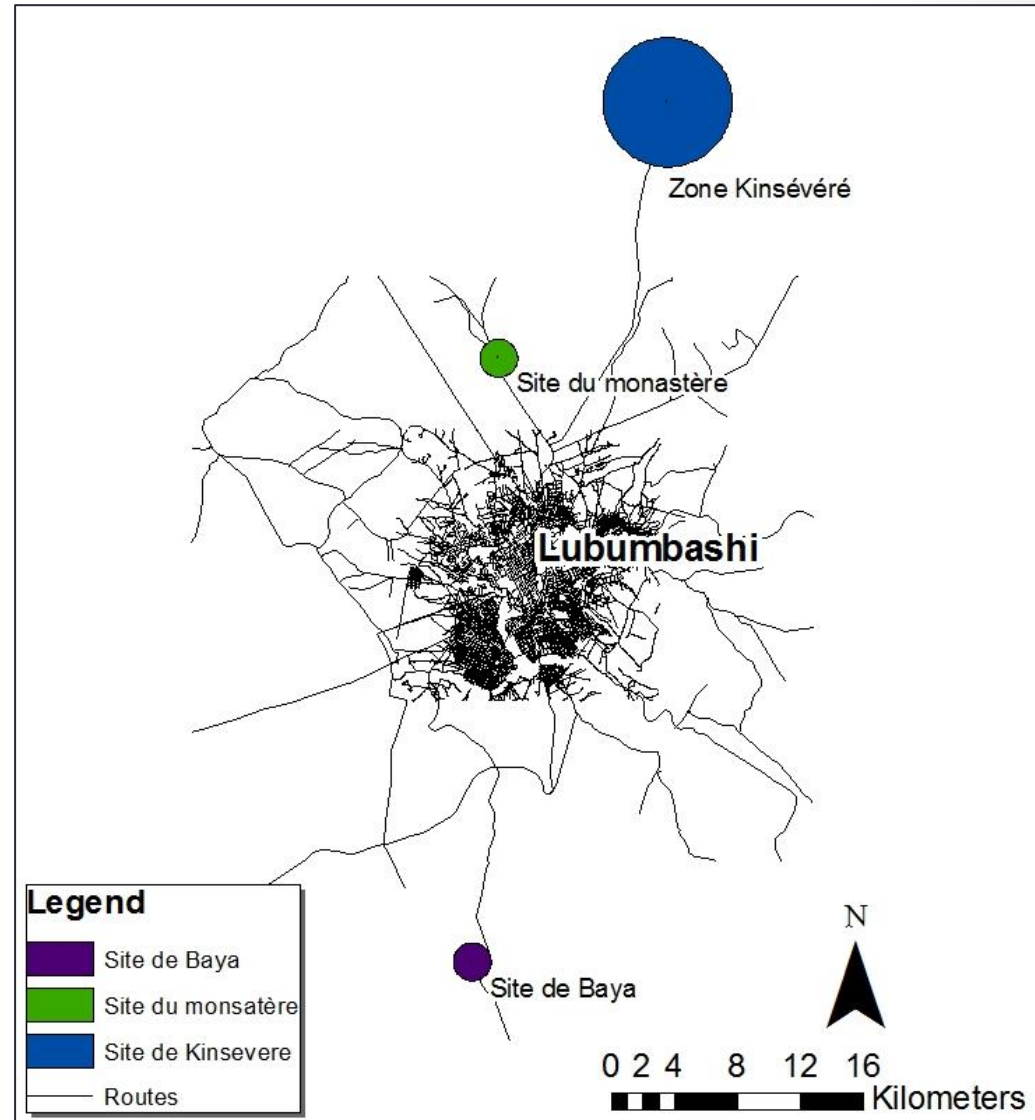 Zone Kinsévéré
Site du monastère
Lubumbashi
Legend
Site de Baya
Site du monsatère
Site de Kinsevere
Routes
Site de Baya
N
0 2 4 8 12 16
Kilometers